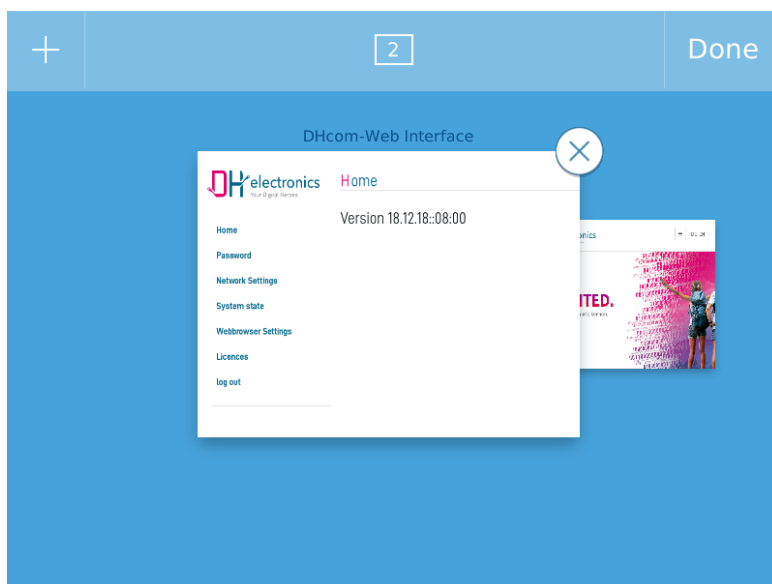 2
Done
DHcom-Web Interface
DH electronics
Your Digital Heroes
Home
Version 18.12.18::08:00
Home
Password
Network Settings
System state
Webbrowser Settings
Licences
log out
onics
ITED.